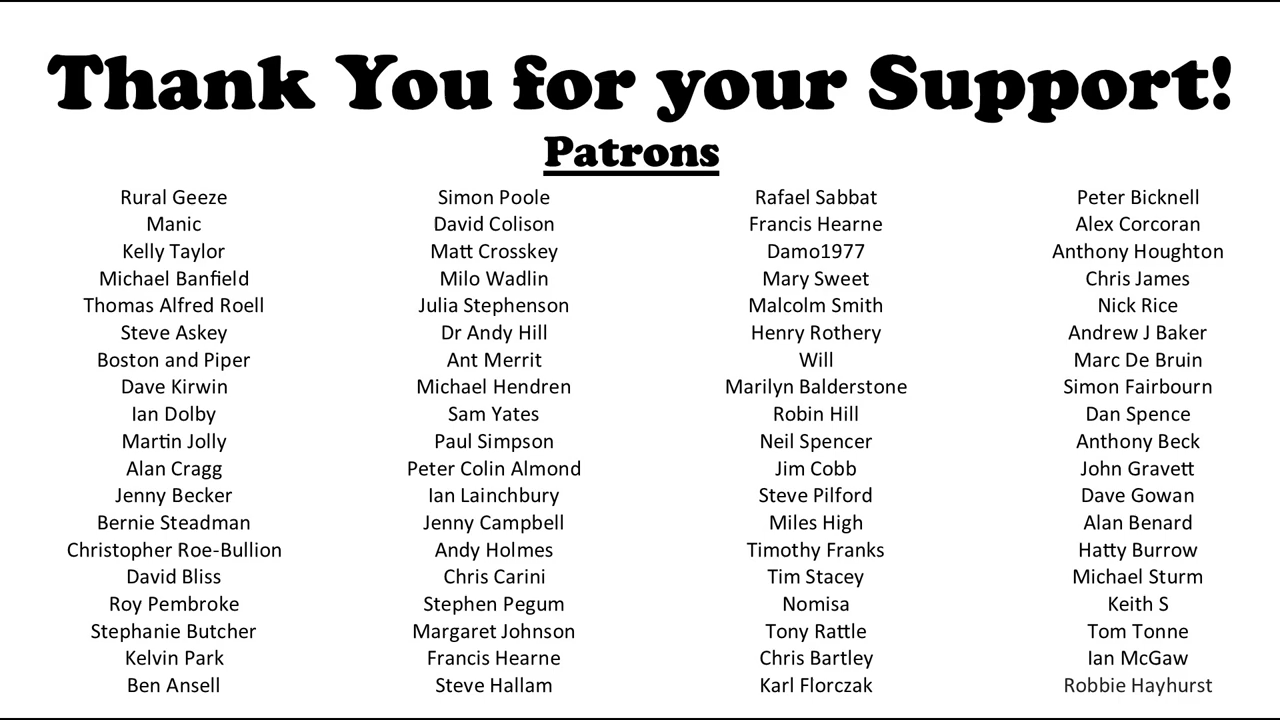 Thank You for your Support!
Patrons
Rural Geeze
Manic
Kelly Taylor
Michael Banfield
Thomas Alfred Roell
Steve Askey
Boston and Piper
Dave Kirwin
Ian Dolby
Martin Jolly
Alan Cragg
Jenny Becker
Bernie Steadman
Christopher Roe-Bullion
David Bliss
Roy Pembroke
Stephanie Butcher
Kelvin Park
Ben Ansell
Simon Poole
David Colison
Matt Crosskey
Milo Wadlin
Julia Stephenson
Dr Andy Hill
Ant Merrit
Michael Hendren
Sam Yates
Paul Simpson
Peter Colin Almond
Ian Lainchbury
Jenny Campbell
Andy Holmes
Chris Carini
Stephen Pegum
Margaret Johnson
Francis Hearne
Steve Hallam
Rafael Sabbat
Francis Hearne
Damo1977
Mary Sweet
Malcolm Smith
Henry Rothery
Will
Marilyn Balderstone
Robin Hill
Neil Spencer
Jim Cobb
Steve Pilford
Miles High
Timothy Franks
Tim Stacey
Nomisa
Tony Rattle
Chris Bartley
Karl Florczak
Peter Bicknell
Alex Corcoran
Anthony Houghton
Chris James
Nick Rice
Andrew J Baker
Marc De Bruin
Simon Fairbourn
Dan Spence
Anthony Beck
John Gravett
Dave Gowan
Alan Benard
Hatty Burrow
Michael Sturm
Keith S
Tom Tonne
Ian McGaw
Robbie Hayhurst